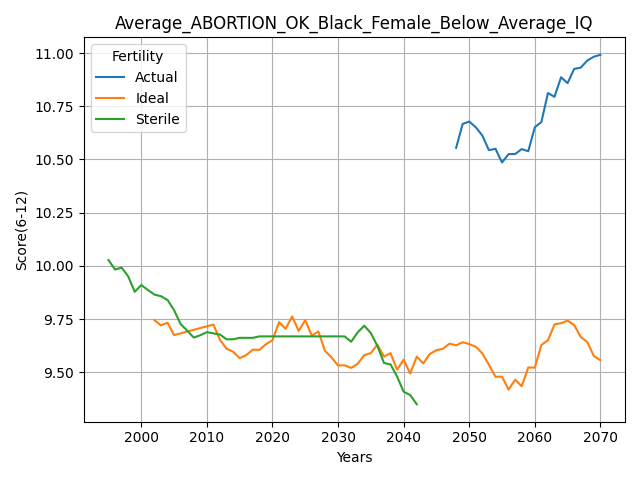 Average_ABORTION_OK_Black_Female_Below_Average_IQ
Fertility
Actual
Ideal
Sterile
Score(6-12)
11.00
10.75
10.50
10.25
10.00
9.75
9.50
2000 2010 2020 2030 2040 2050 2060 2070
Years